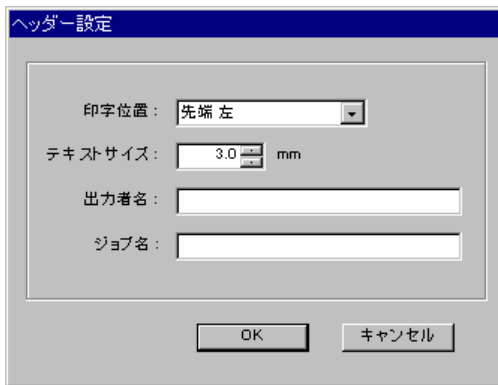 ヘッダー設定
印字位置： 先端 左
テキストサイズ： 3.0 mm
出力者名：
ジョブ名：
OK キャンセル